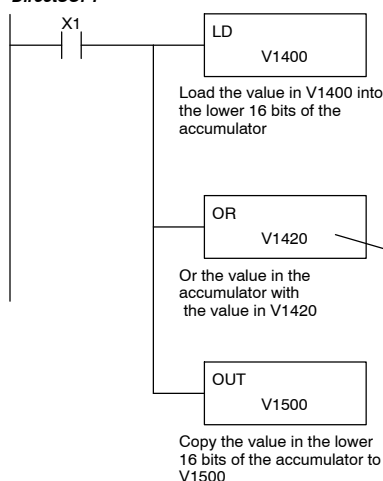 X1
LD
V1400
Load the value in V1400 into
the lower 16 bits of the
accumulator
OR
V1420
Or the value in the
accumulator with
the value in V1420
OUT
V1500
Copy the value in the lower
16 bits of the accumulator to
V1500